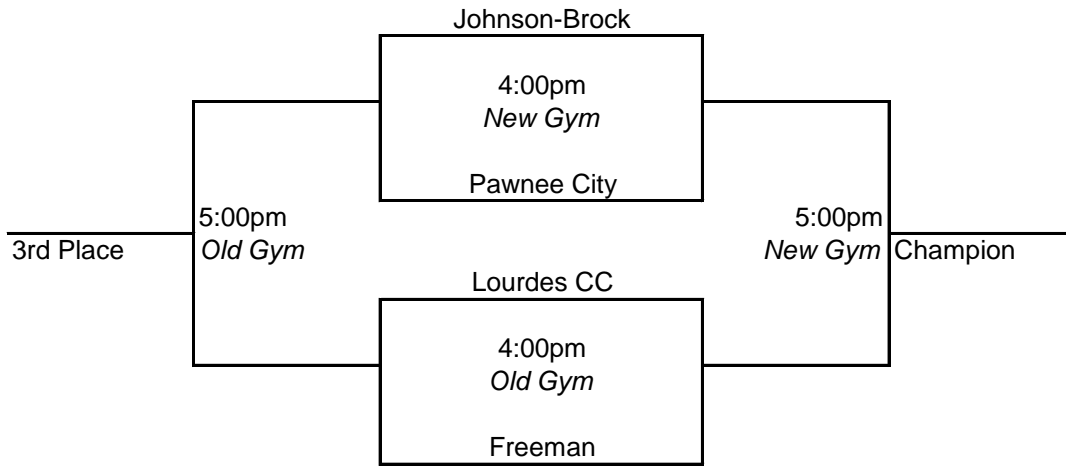 Johnson-Brock
4:00pm
New Gym
Pawnee City
5:00pm
Old Gym
3rd Place
5:00pm
New Gym
Champion
Lourdes CC
4:00pm
Old Gym
Freeman